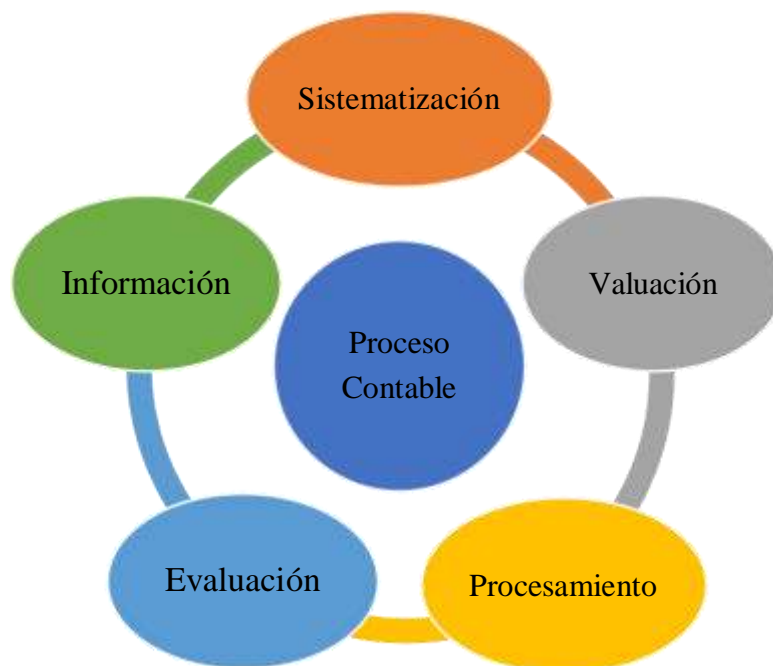 Sistematización
Información
Valuación
Proceso
Contable
Evaluación
Procesamiento